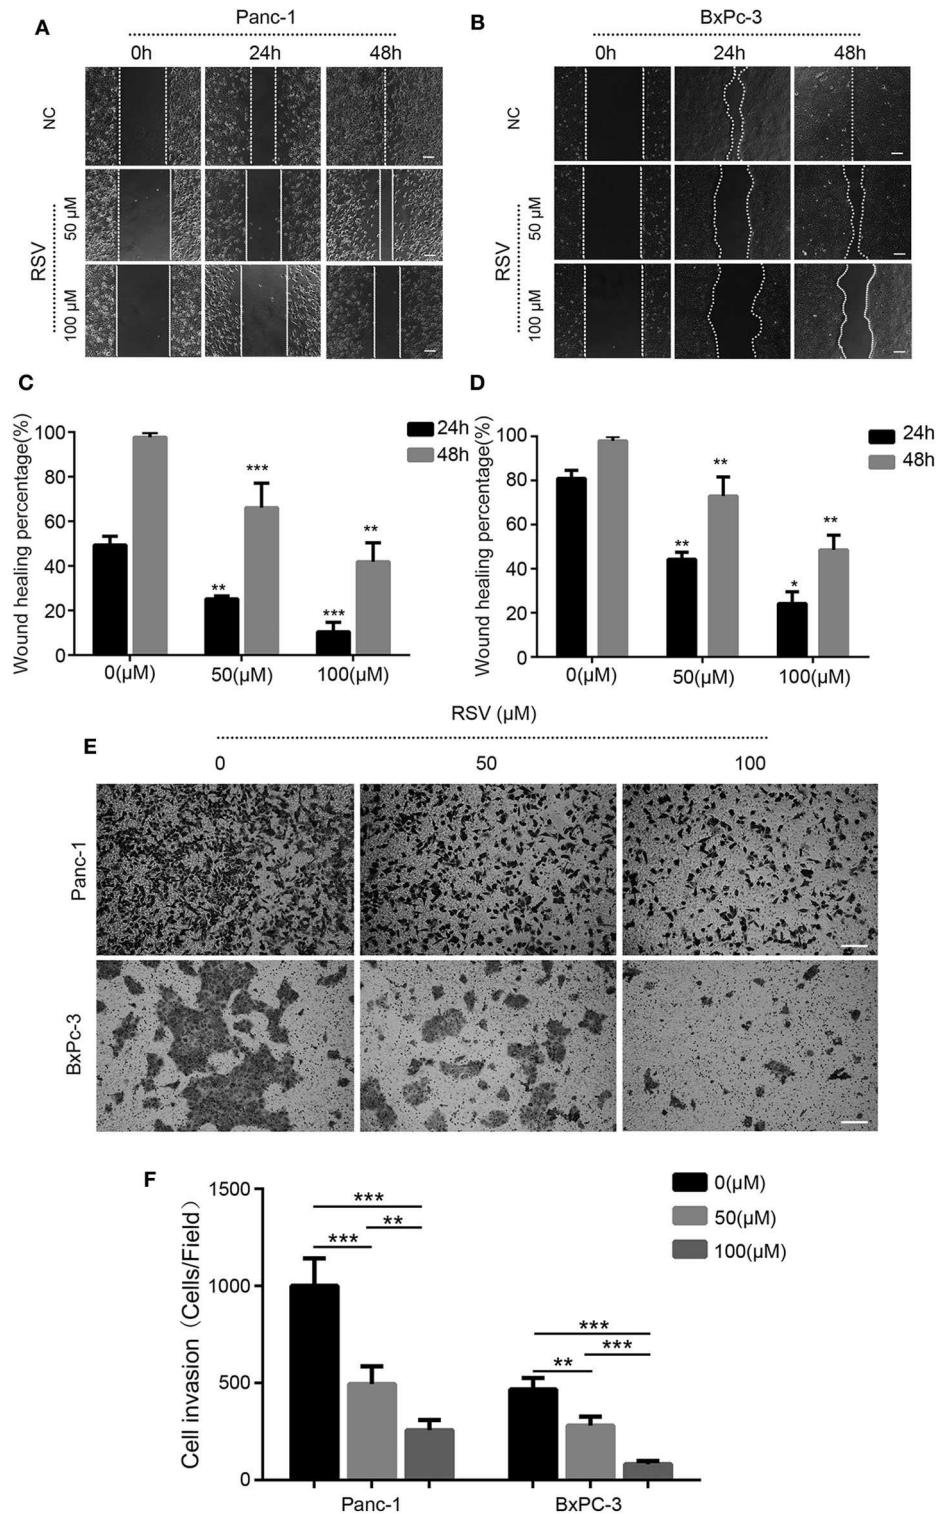 A
Panc-1
0h 24h 48h
NC
RSV
50 µM
100 µM
B
BxPc-3
0h 24h 48h
NC
RSV
50 µM
100 µM
C
Wound healing percentage(%)
100
80
60
40
20
0
24h
48h
***
**
**
***
0(µM) 50(µM) 100(µM)
D
Wound healing percentage(%)
100
80
60
40
20
0
24h
48h
**
**
**
*
0(µM) 50(µM) 100(µM)
E
RSV (µM)
0 50 100
Panc-1
BxPc-3
F
Cell invasion (Cells/Field)
1500
1000
500
0
0(µM)
50(µM)
100(µM)
***
**
***
***
***
**
Panc-1 BxPC-3